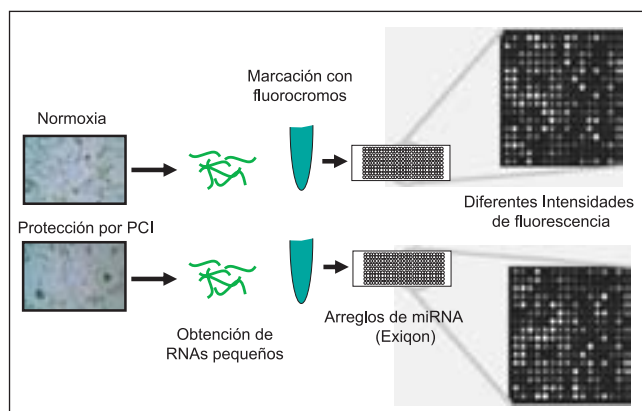 Marcación con
fluorocromos
Normoxia
Diferentes Intensidades
de fluorescencia
Protección por PCI
Obtención de
RNAs pequeños
Arreglos de miRNA
(Exiqon)